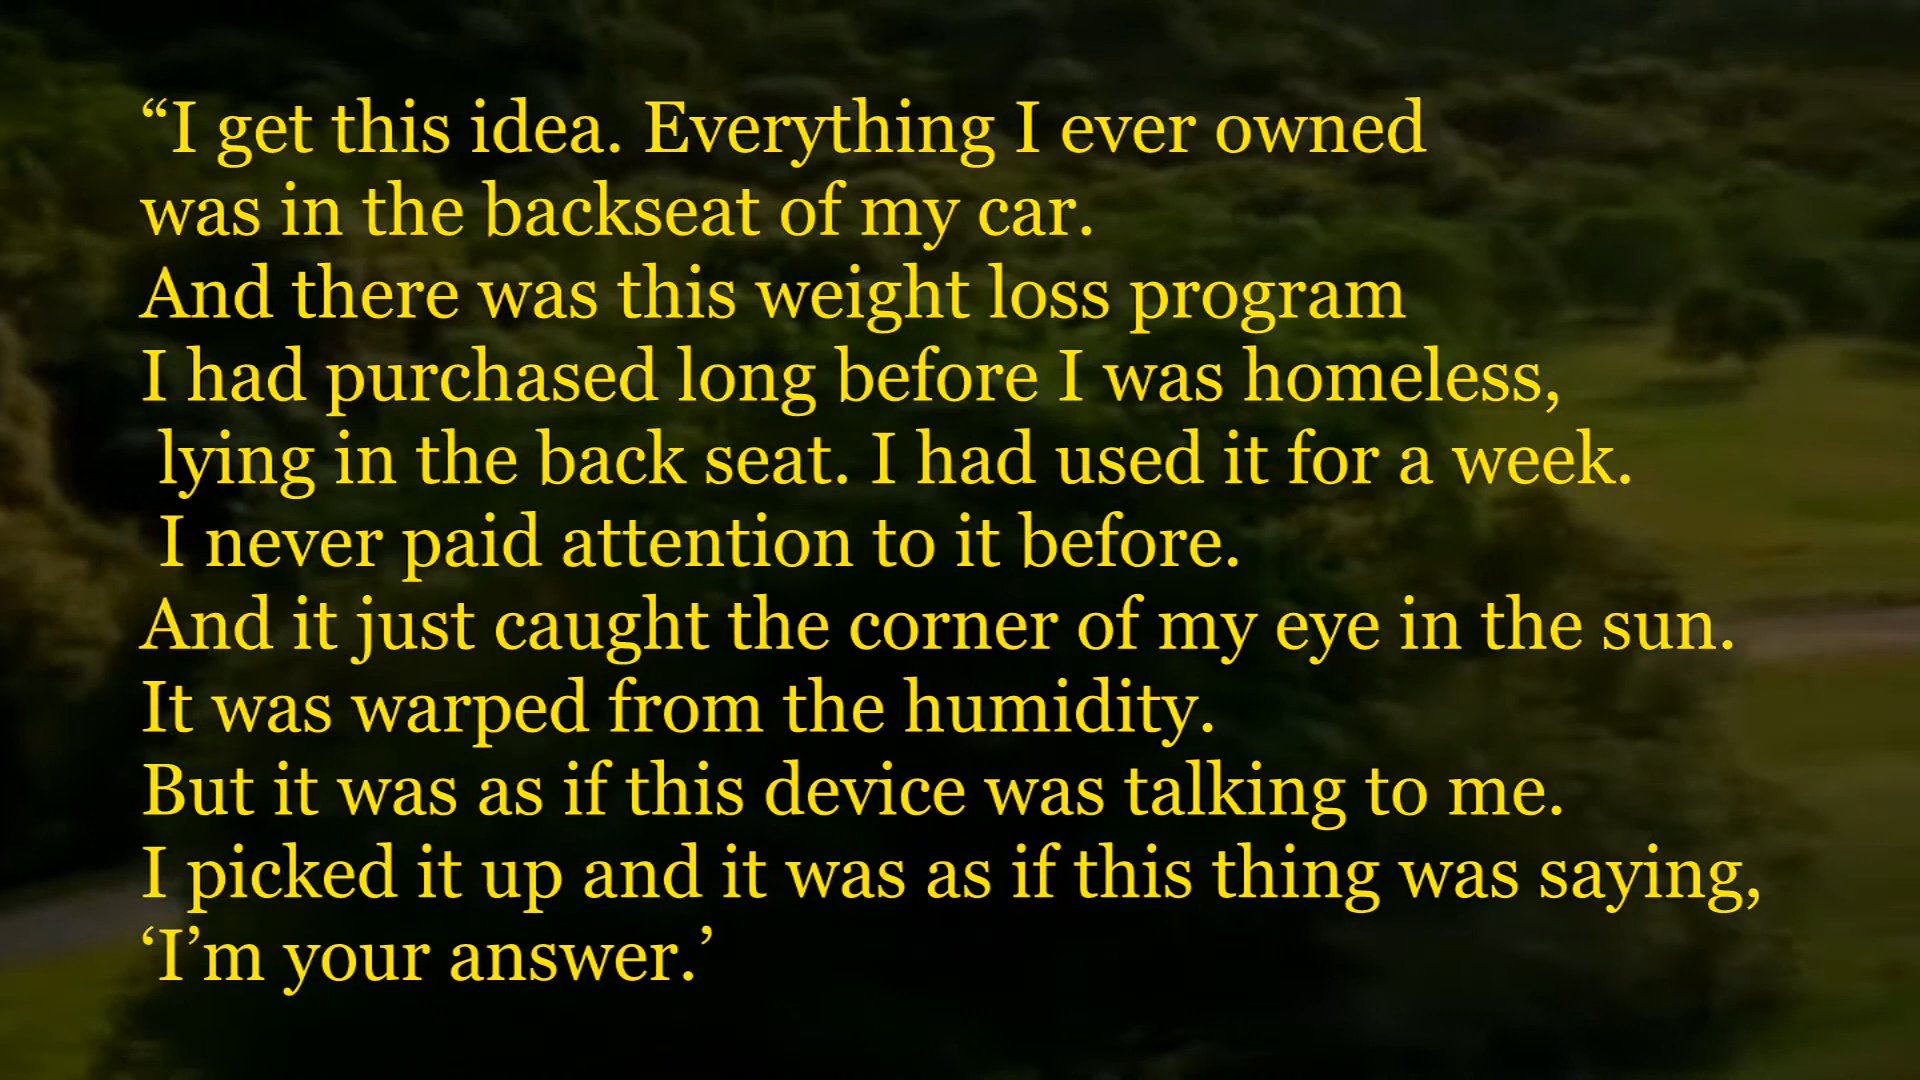 “I get this idea. Everything I ever owned
was in the backseat of my car.
And there was this weight loss program
I had purchased long before I was homeless,
lying in the back seat. I had used it for a week.
I never paid attention to it before.
And it just caught the corner of my eye in the sun.
It was warped from the humidity.
But it was as if this device was talking to me.
I picked it up and it was as if this thing was saying,
‘I’m your answer.’